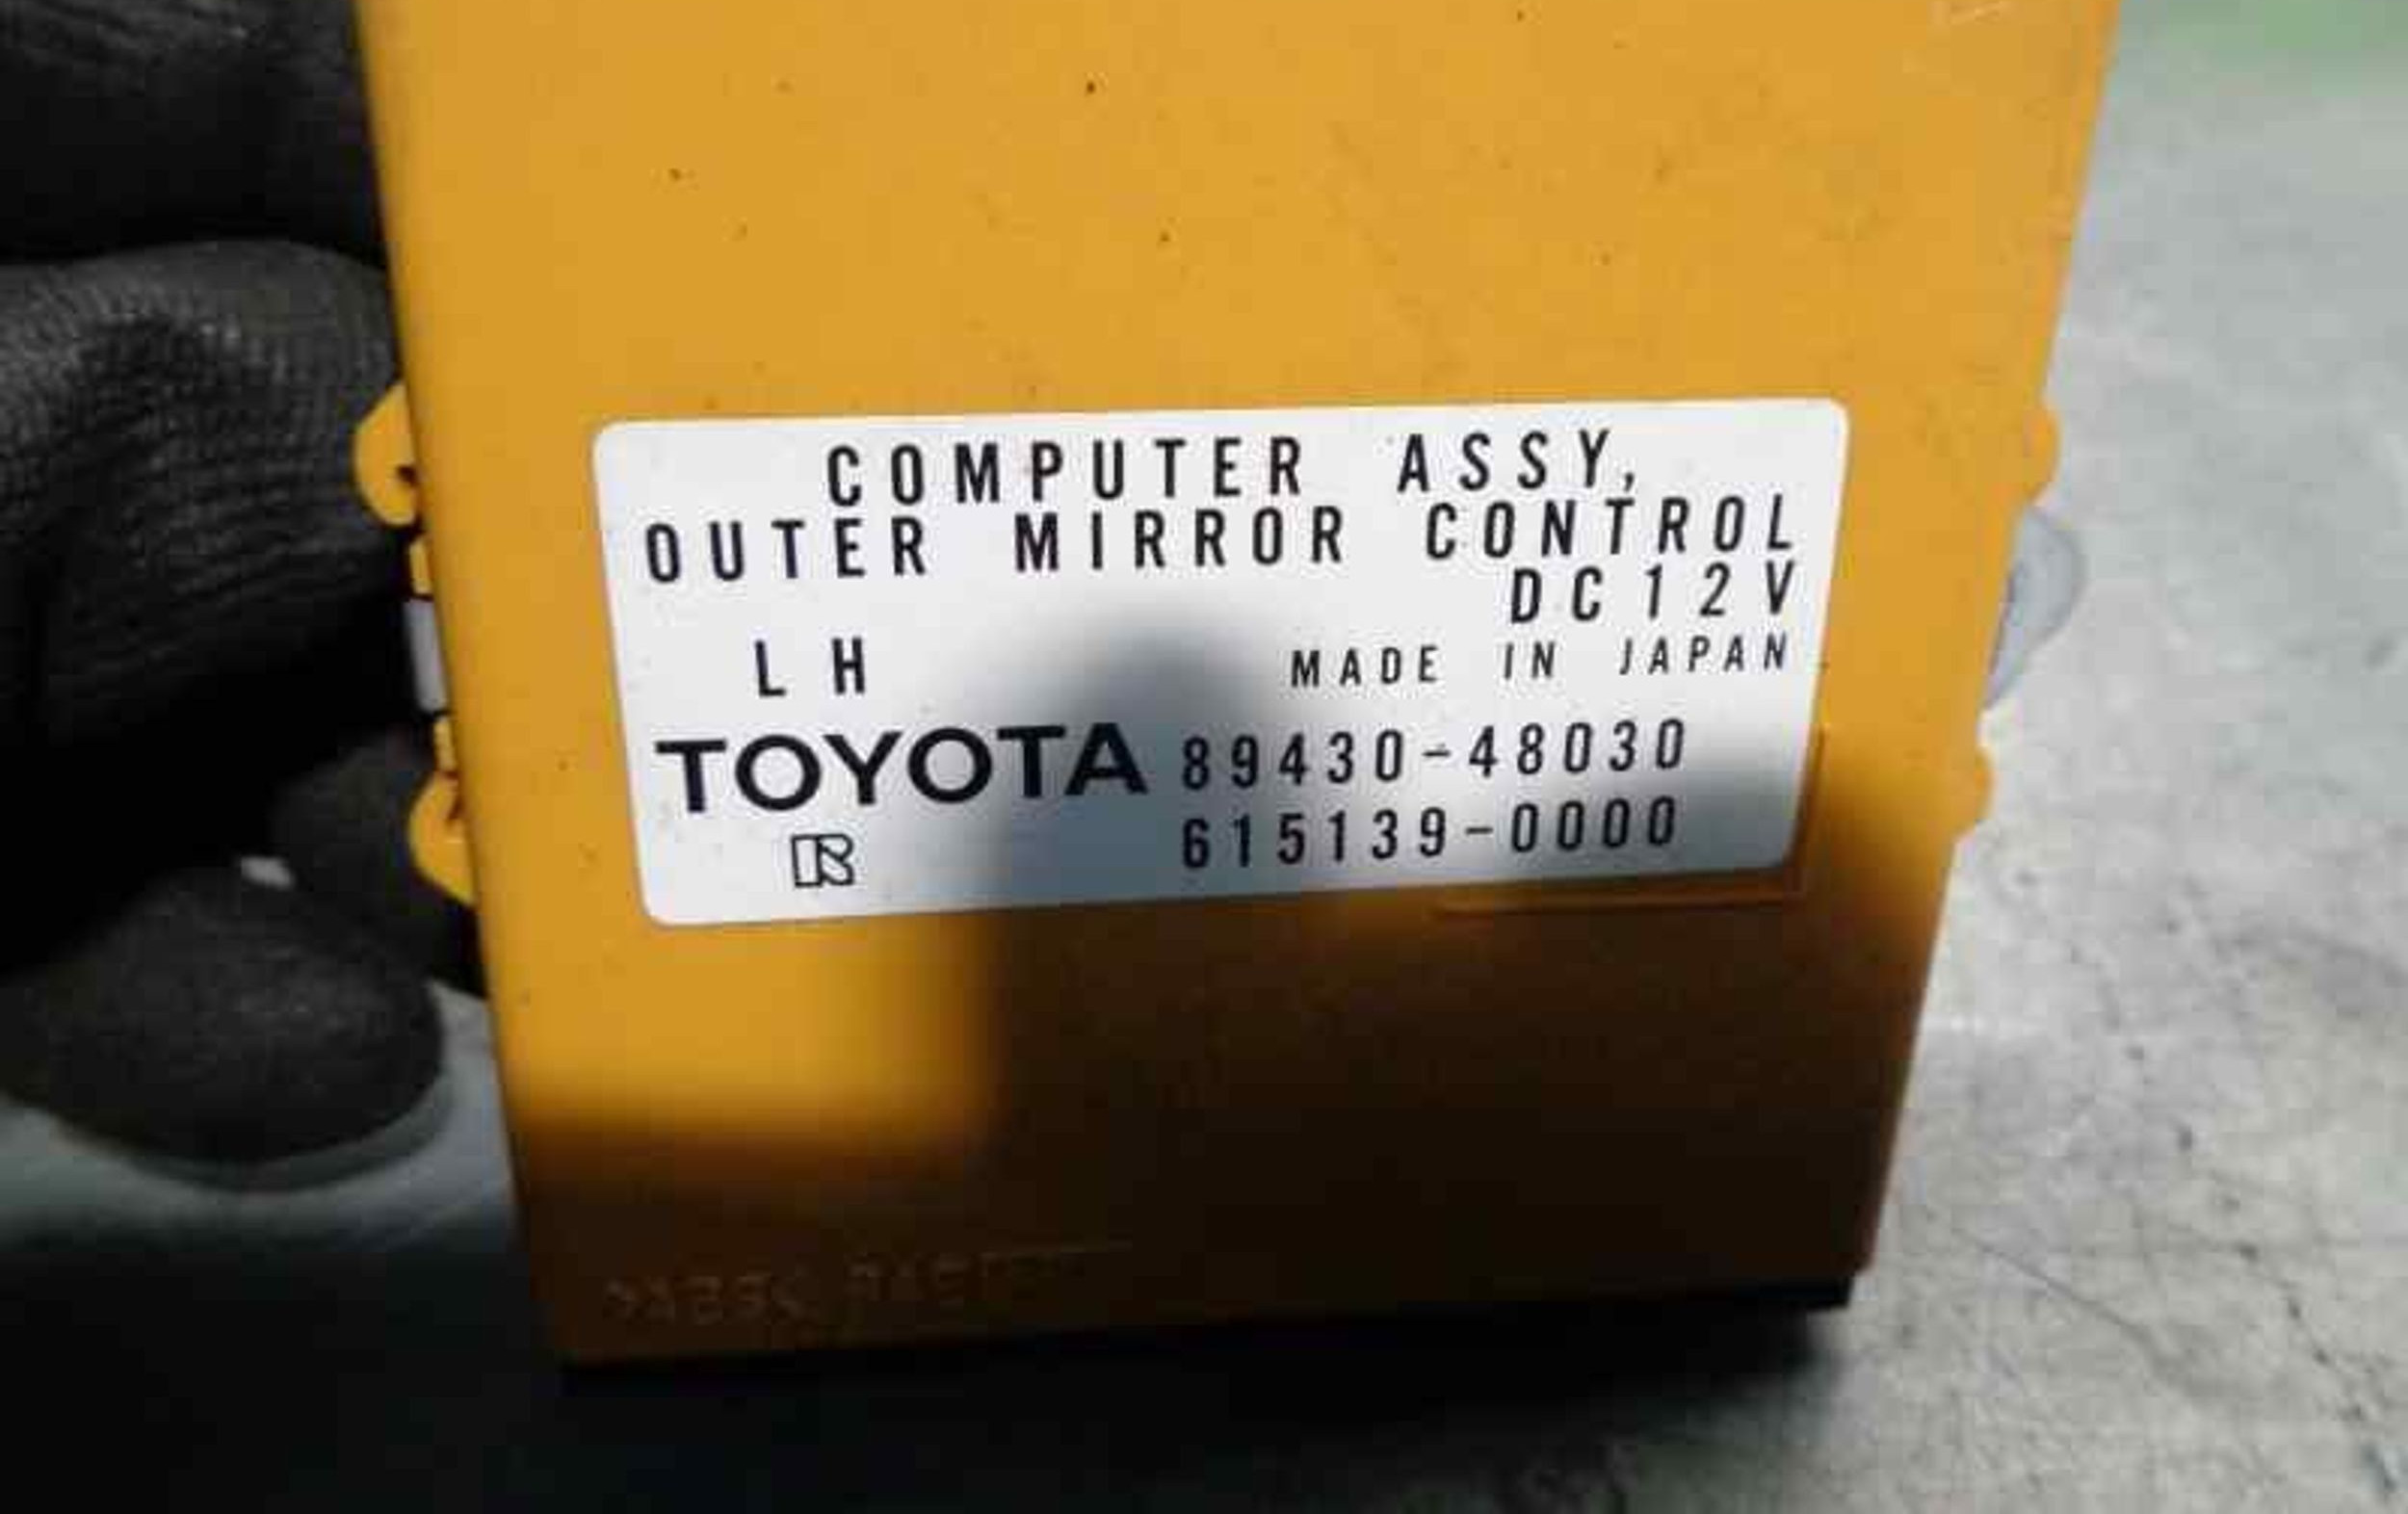 COMPUTER ASSY,
OUTER MIRROR CONTROL
DC12V
LH MADE IN JAPAN
TOYOTA 89430-48030
R 615139-0000